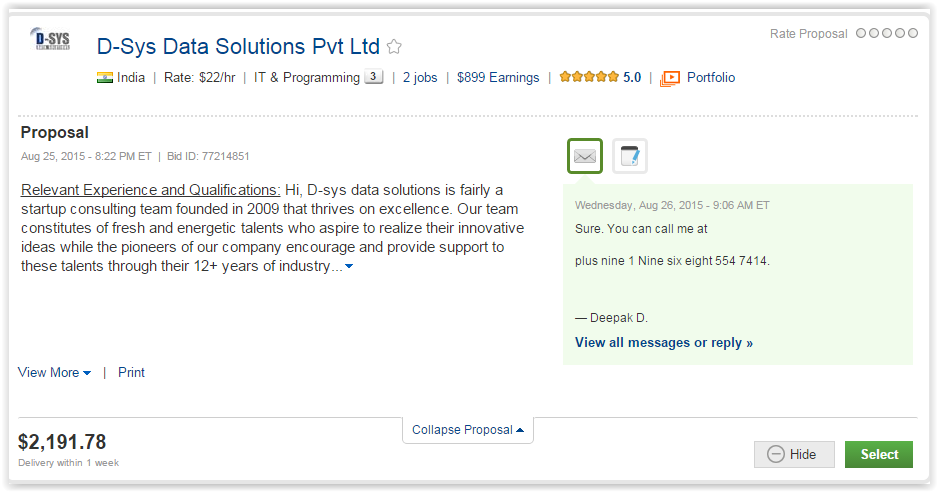 D-SYS
DATA SOLUTIONS
D-Sys Data Solutions Pvt Ltd
Rate Proposal
India | Rate: $22/hr | IT & Programming 3 | 2 jobs | $899 Earnings | 5.0 | Portfolio
Proposal
Aug 25, 2015 - 8:22 PM ET | Bid ID: 77214851
Relevant Experience and Qualifications: Hi, D-sys data solutions is fairly a
startup consulting team founded in 2009 that thrives on excellence. Our team
constitutes of fresh and energetic talents who aspire to realize their innovative
ideas while the pioneers of our company encourage and provide support to
these talents through their 12+ years of industry...
Wednesday, Aug 26, 2015 - 9:06 AM ET
Sure. You can call me at
plus nine 1 Nine six eight 554 7414.
— Deepak D.
View all messages or reply »
View More | Print
Collapse Proposal
$2,191.78
Delivery within 1 week
Hide
Select